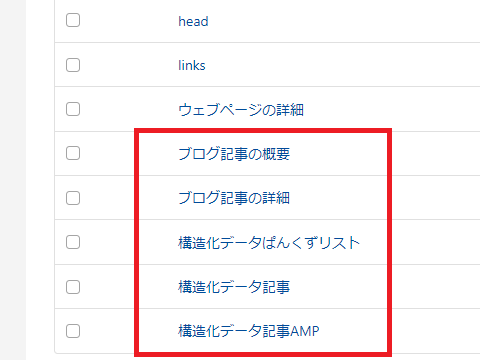 head
links
ウェブページの詳細
ブログ記事の概要
ブログ記事の詳細
構造化データぱんくずリスト
構造化データ記事
構造化データ記事AMP